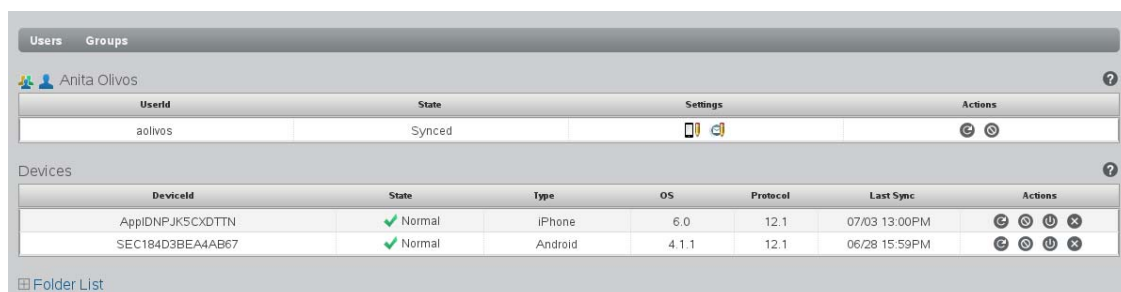 Users Groups
Anita Olivos
UserId State Settings Actions
aolivos Synced
Devices
DeviceId State Type OS Protocol Last Sync Actions
ApplDNPJK5CXDTTN Normal iPhone 6.0 12.1 07/03 13:00PM
SEC184D3BEA4AB67 Normal Android 4.1.1 12.1 06/28 15:59PM
Folder List